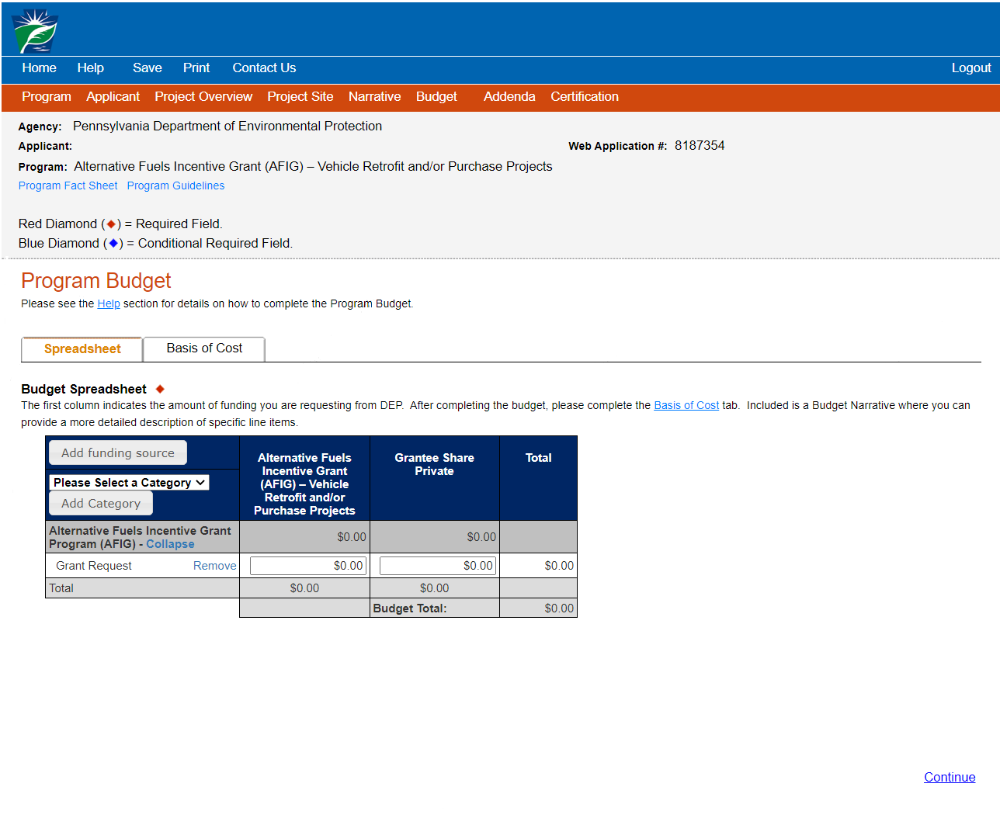 Home Help Save Print Contact Us Logout
Program Applicant Project Overview Project Site Narrative Budget Addenda Certification
Agency: Pennsylvania Department of Environmental Protection
Applicant: Web Application #: 8187354
Program: Alternative Fuels Incentive Grant (AFIG) – Vehicle Retrofit and/or Purchase Projects
Program Fact Sheet Program Guidelines
Red Diamond (◆) = Required Field.
Blue Diamond (◆) = Conditional Required Field.
Program Budget
Please see the Help section for details on how to complete the Program Budget.
Spreadsheet Basis of Cost
Budget Spreadsheet ◆
The first column indicates the amount of funding you are requesting from DEP. After completing the budget, please complete the Basis of Cost tab. Included is a Budget Narrative where you can
provide a more detailed description of specific line items.
Add funding source
Please Select a Category
Add Category
Alternative Fuels
Incentive Grant
(AFIG) – Vehicle
Retrofit and/or
Purchase Projects
Grantee Share
Private
Total
Alternative Fuels Incentive Grant
Program (AFIG) - Collapse
$0.00 $0.00
Grant Request Remove $0.00 $0.00 $0.00
Total $0.00 $0.00
Budget Total: $0.00
Continue